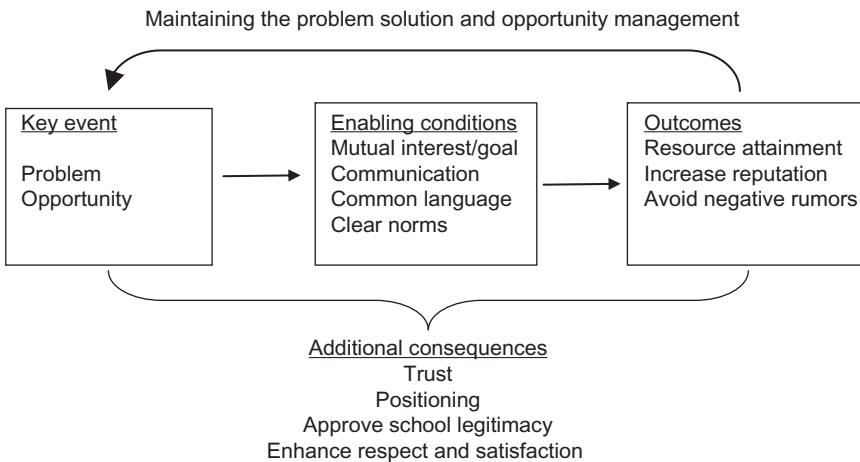 Maintaining the problem solution and opportunity management
Key event
Problem
Opportunity
Enabling conditions
Mutual interest/goal
Communication
Common language
Clear norms
Outcomes
Resource attainment
Increase reputation
Avoid negative rumors
Additional consequences
Trust
Positioning
Approve school legitimacy
Enhance respect and satisfaction